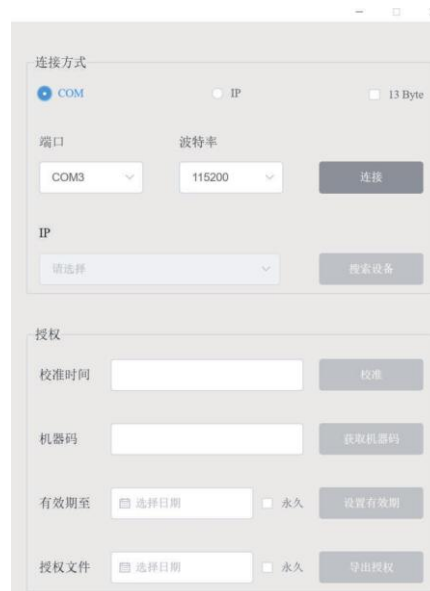 连接方式
COM IP 13 Byte
端口 波特率
COM3 115200 连接
IP
请选择 搜索设备
授权
校准时间 校准
机器码 获取机器码
有效期至 选择日期 永久 设置有效期
授权文件 选择日期 永久 导出授权